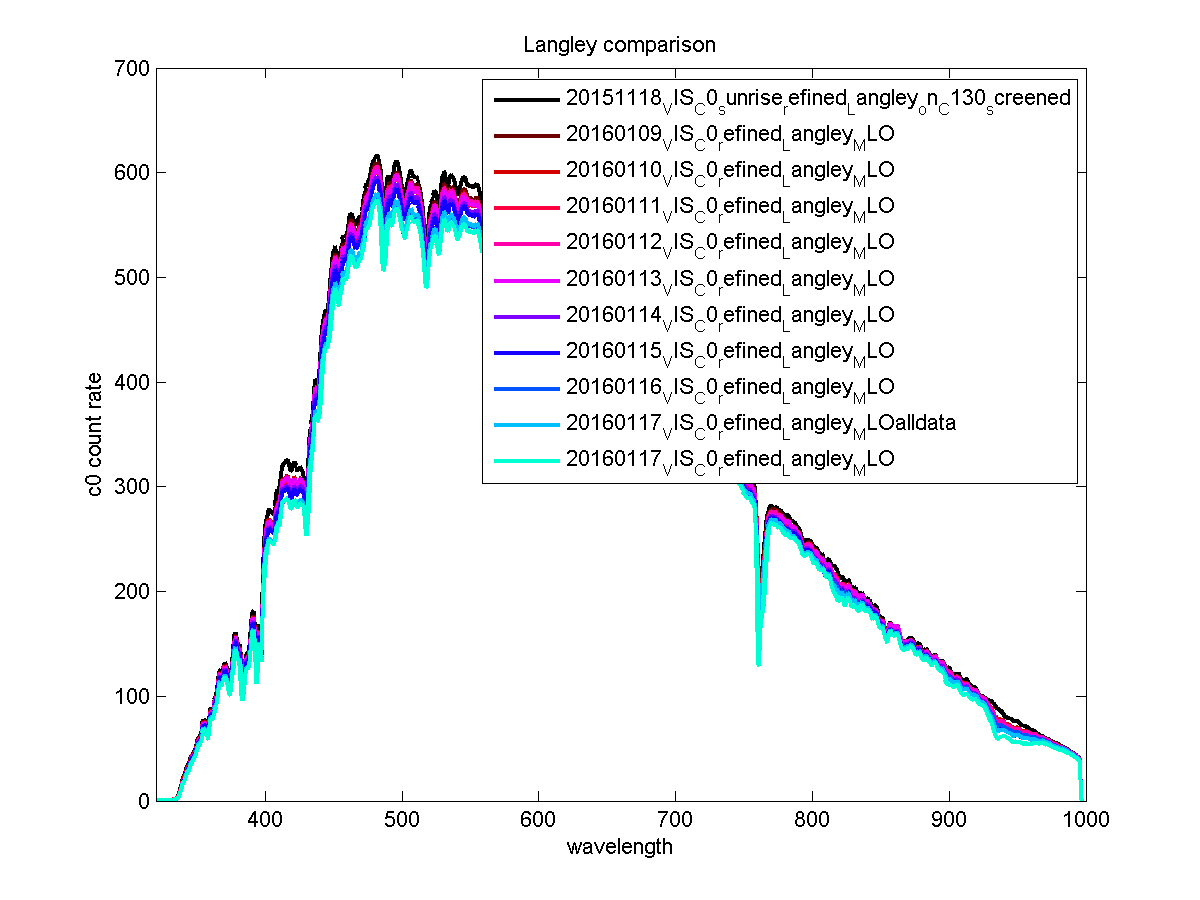 Langley comparison
700
600
500
400
300
200
100
0
c0 count rate
20151118VISC0sunriserefinedLangleyonC130screened
20160109VISC0refinedLangleyMLO
20160110VISC0refinedLangleyMLO
20160111VISC0refinedLangleyMLO
20160112VISC0refinedLangleyMLO
20160113VISC0refinedLangleyMLO
20160114VISC0refinedLangleyMLO
20160115VISC0refinedLangleyMLO
20160116VISC0refinedLangleyMLO
20160117VISC0refinedLangleyMLOalldata
20160117VISC0refinedLangleyMLO
400 500 600 700 800 900 1000
wavelength